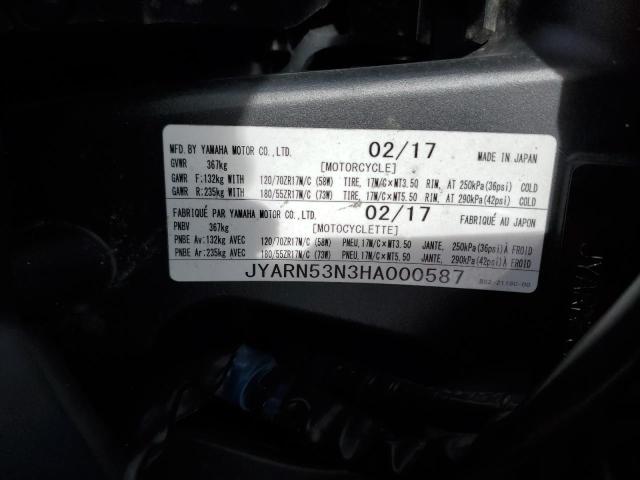 MFD. BY YAMAHA MOTOR CO., LTD. 02/17 MADE IN JAPAN
GVWR 367kg [MOTORCYCLE]
GAWR F:132kg WITH 120/70ZR17M/C (58W) TIRE, 17M/C×MT3.50 RIM, AT 250kPa(36psi) COLD
GAWR R:235kg WITH 180/55ZR17M/C (73W) TIRE, 17M/C×MT5.50 RIM, AT 290kPa(42psi) COLD
FABRIQUÉ PAR YAMAHA MOTOR CO., LTD. 02/17 FABRIQUÉ AU JAPON
PNBV 367kg [MOTOCYCLETTE]
PNBE Av:132kg AVEC 120/70ZR17M/C (58W) PNEU,17M/C×MT3.50 JANTE, 250kPa(36psi)À FROID
PNBE Ar:235kg AVEC 180/55ZR17M/C (73W) PNEU,17M/C×MT5.50 JANTE, 290kPa(42psi)À FROID
JYARN53N3HA000587